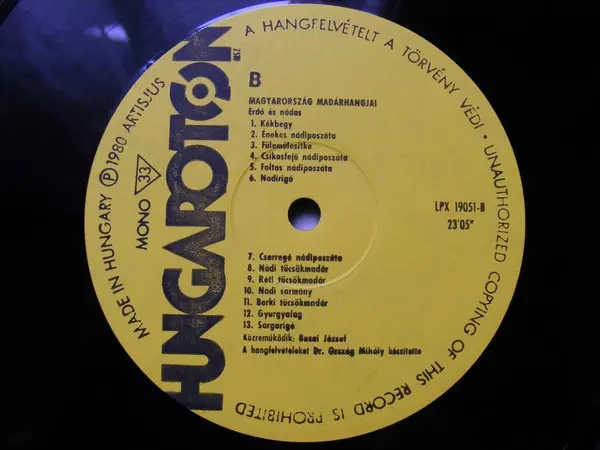 A HANGFELVÉTELT A TÖRVÉNY VÉDI · UNAUTHORIZED COPYING OF THIS RECORD IS PROHIBITED
MADE IN HUNGARY Ⓟ 1980 ARTISJUS
MONO 33
HUNGAROTON
MSZ
B
MAGYARORSZÁG MADÁRHANGJAI
Erdő és nádas
1. Kékbegy
2. Énekes nádiposzáta
3. Fülemülesitke
4. Csíkosfejű nádiposzáta
5. Foltos nádiposzáta
6. Nádirigó
LPX 19051-B
23'05"
7. Cserregő nádiposzáta
8. Nádi tücsökmadár
9. Réti tücsökmadár
10. Nádi sármány
11. Berki tücsökmadár
12. Gyurgyalag
13. Sárgarigó
Közreműködik: Bozai József
A hangfelvételeket Dr. Ország Mihály készítette